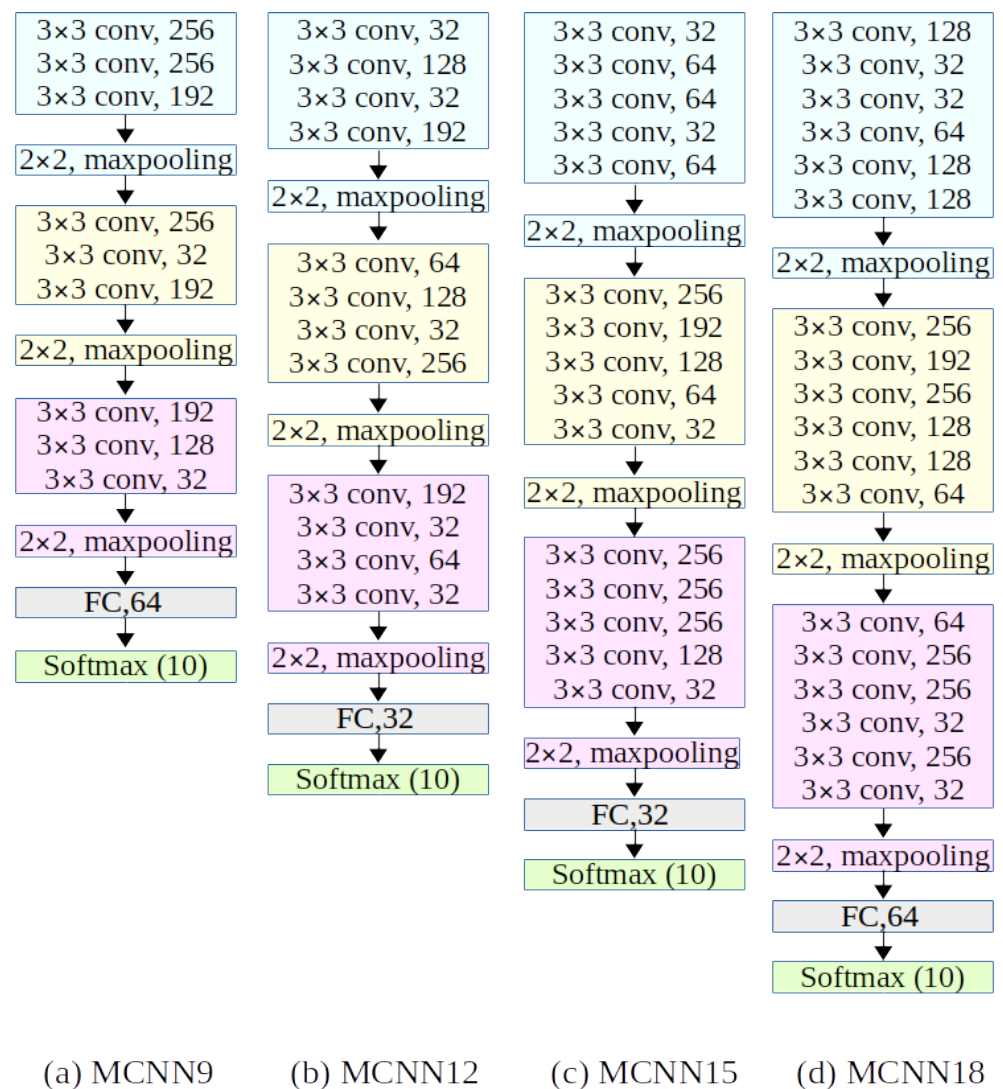 3×3 conv, 256
3×3 conv, 256
3×3 conv, 192
2×2, maxpooling
3×3 conv, 256
3×3 conv, 32
3×3 conv, 192
2×2, maxpooling
3×3 conv, 192
3×3 conv, 128
3×3 conv, 32
2×2, maxpooling
FC,64
Softmax (10)
(a) MCNN9
3×3 conv, 32
3×3 conv, 128
3×3 conv, 32
3×3 conv, 192
2×2, maxpooling
3×3 conv, 64
3×3 conv, 128
3×3 conv, 32
3×3 conv, 256
2×2, maxpooling
3×3 conv, 192
3×3 conv, 32
3×3 conv, 64
3×3 conv, 32
2×2, maxpooling
FC,32
Softmax (10)
(b) MCNN12
3×3 conv, 32
3×3 conv, 64
3×3 conv, 64
3×3 conv, 32
3×3 conv, 64
2×2, maxpooling
3×3 conv, 256
3×3 conv, 192
3×3 conv, 128
3×3 conv, 64
3×3 conv, 32
2×2, maxpooling
3×3 conv, 256
3×3 conv, 256
3×3 conv, 256
3×3 conv, 128
3×3 conv, 32
2×2, maxpooling
FC,32
Softmax (10)
(c) MCNN15
3×3 conv, 128
3×3 conv, 32
3×3 conv, 32
3×3 conv, 64
3×3 conv, 128
3×3 conv, 128
2×2, maxpooling
3×3 conv, 256
3×3 conv, 192
3×3 conv, 256
3×3 conv, 128
3×3 conv, 128
3×3 conv, 64
2×2, maxpooling
3×3 conv, 64
3×3 conv, 256
3×3 conv, 256
3×3 conv, 32
3×3 conv, 256
3×3 conv, 32
2×2, maxpooling
FC,64
Softmax (10)
(d) MCNN18